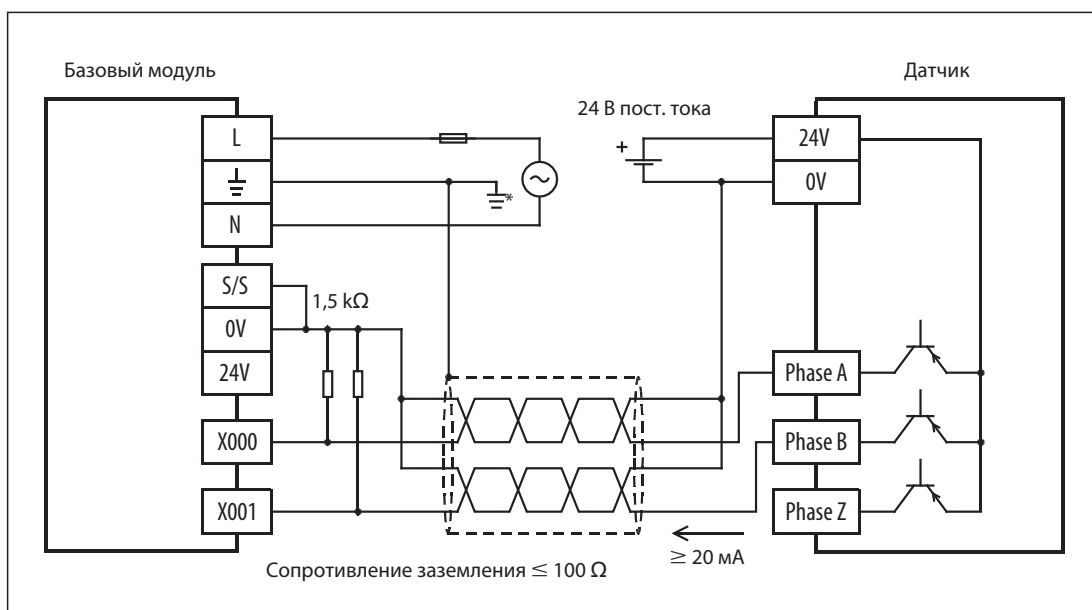 Базовый модуль
Датчик
24 В пост. тока
L
N
+
*
24V
0V
S/S
0V
24V
X000
X001
1,5 kΩ
Phase A
Phase B
Phase Z
≧ 20 мА
Сопротивление заземления ≦ 100 Ω